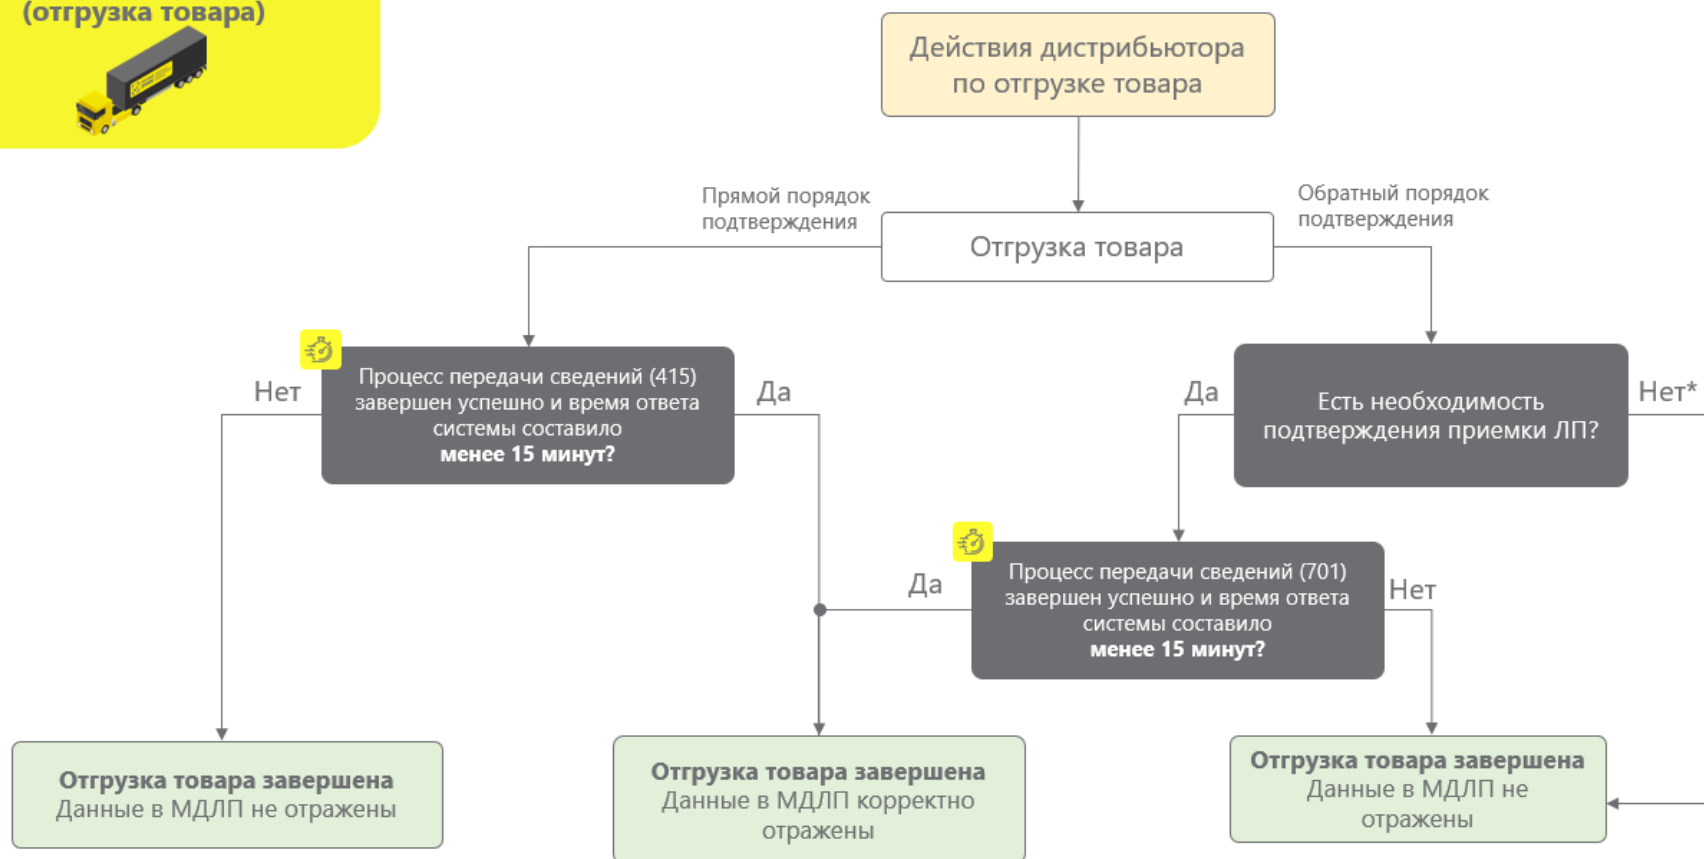 (отгрузка товара)
Действия дистрибьютора
по отгрузке товара
Прямой порядок
подтверждения
Обратный порядок
подтверждения
Отгрузка товара
Нет
Процесс передачи сведений (415)
завершен успешно и время ответа
системы составило
менее 15 минут?
Да
Да
Есть необходимость
подтверждения приемки ЛП?
Нет*
Да
Процесс передачи сведений (701)
завершен успешно и время ответа
системы составило
менее 15 минут?
Нет
Отгрузка товара завершена
Данные в МДЛП не отражены
Отгрузка товара завершена
Данные в МДЛП корректно
отражены
Отгрузка товара завершена
Данные в МДЛП не
отражены